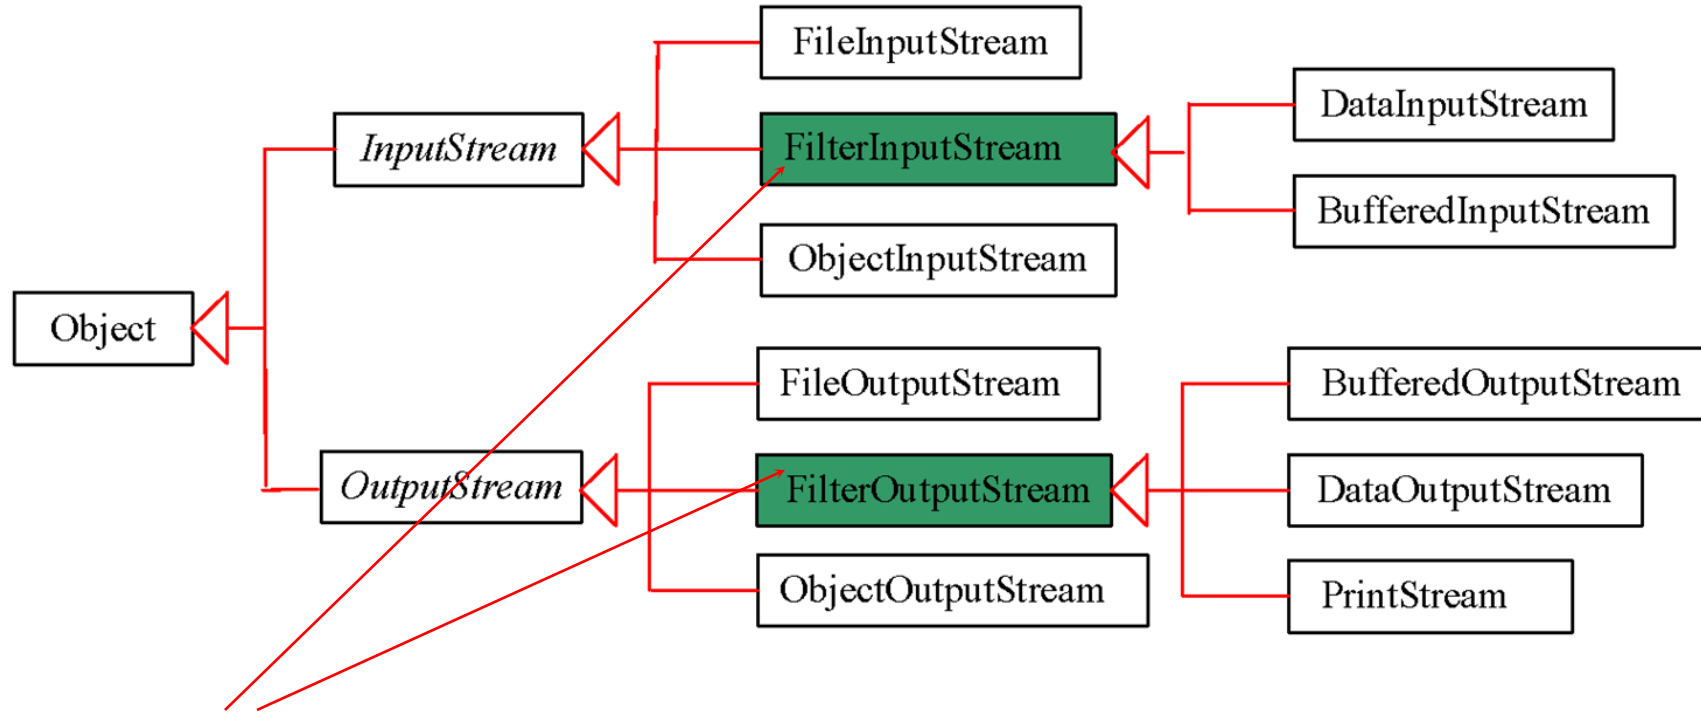 FileInputStream
DataInputStream
InputStream
FilterInputStream
BufferedInputStream
ObjectInputStream
Object
FileOutputStream
BufferedOutputStream
OutputStream
FilterOutputStream
DataOutputStream
ObjectOutputStream
PrintStream